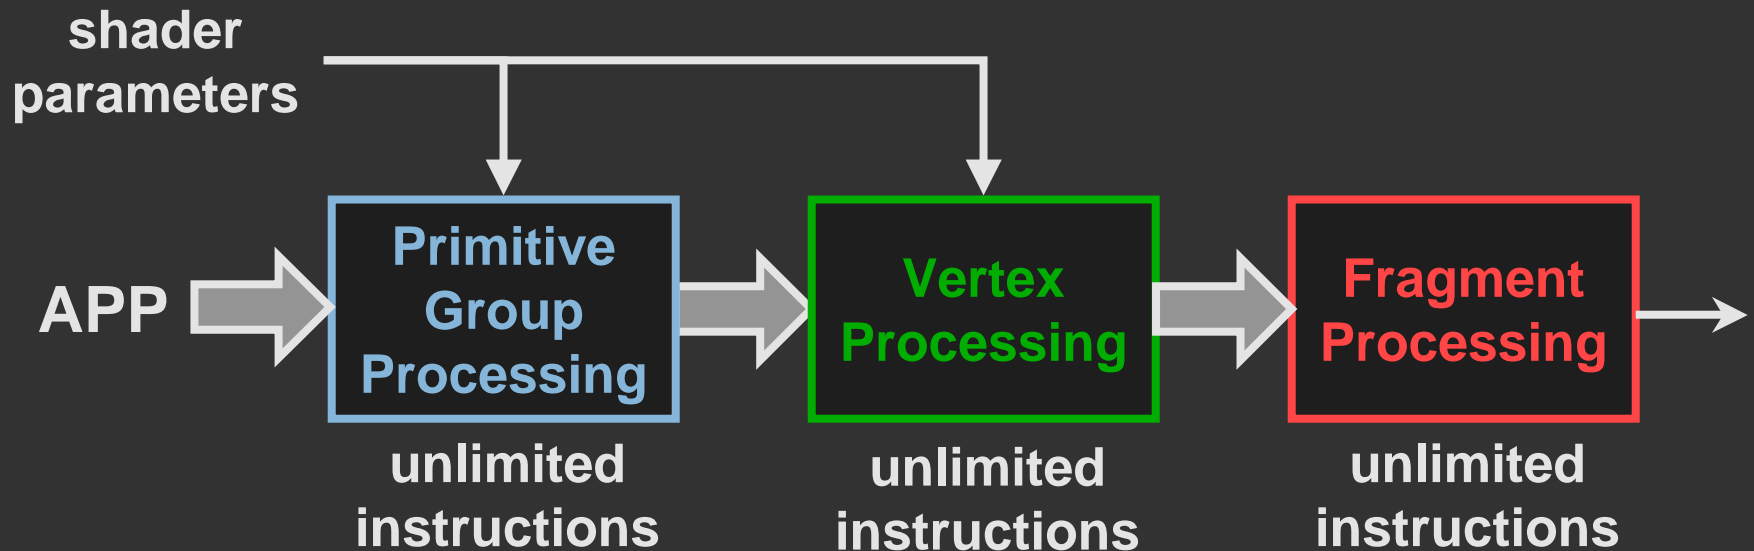 shader
parameters
APP
Primitive
Group
Processing
unlimited
instructions
Vertex
Processing
unlimited
instructions
Fragment
Processing
unlimited
instructions